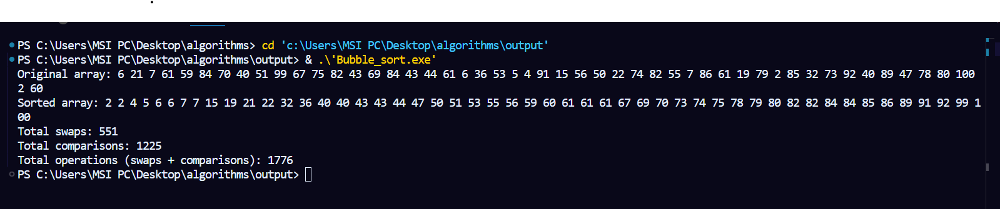 PS C:\Users\MSI PC\Desktop\algorithms> cd 'c:\Users\MSI PC\Desktop\algorithms\output'
PS C:\Users\MSI PC\Desktop\algorithms\output> & .\'Bubble_sort.exe'
Original array: 6 21 7 61 59 84 70 40 51 99 67 75 82 43 69 84 43 44 61 6 36 53 5 4 91 15 56 50 22 74 82 55 7 86 61 19 79 2 85 32 73 92 40 89 47 78 80 100
2 60
Sorted array: 2 2 4 5 6 6 7 7 15 19 21 22 32 36 40 40 43 43 44 47 50 51 53 55 56 59 60 61 61 61 67 69 70 73 74 75 78 79 80 82 82 84 84 85 86 89 91 92 99 1
00
Total swaps: 551
Total comparisons: 1225
Total operations (swaps + comparisons): 1776
PS C:\Users\MSI PC\Desktop\algorithms\output>